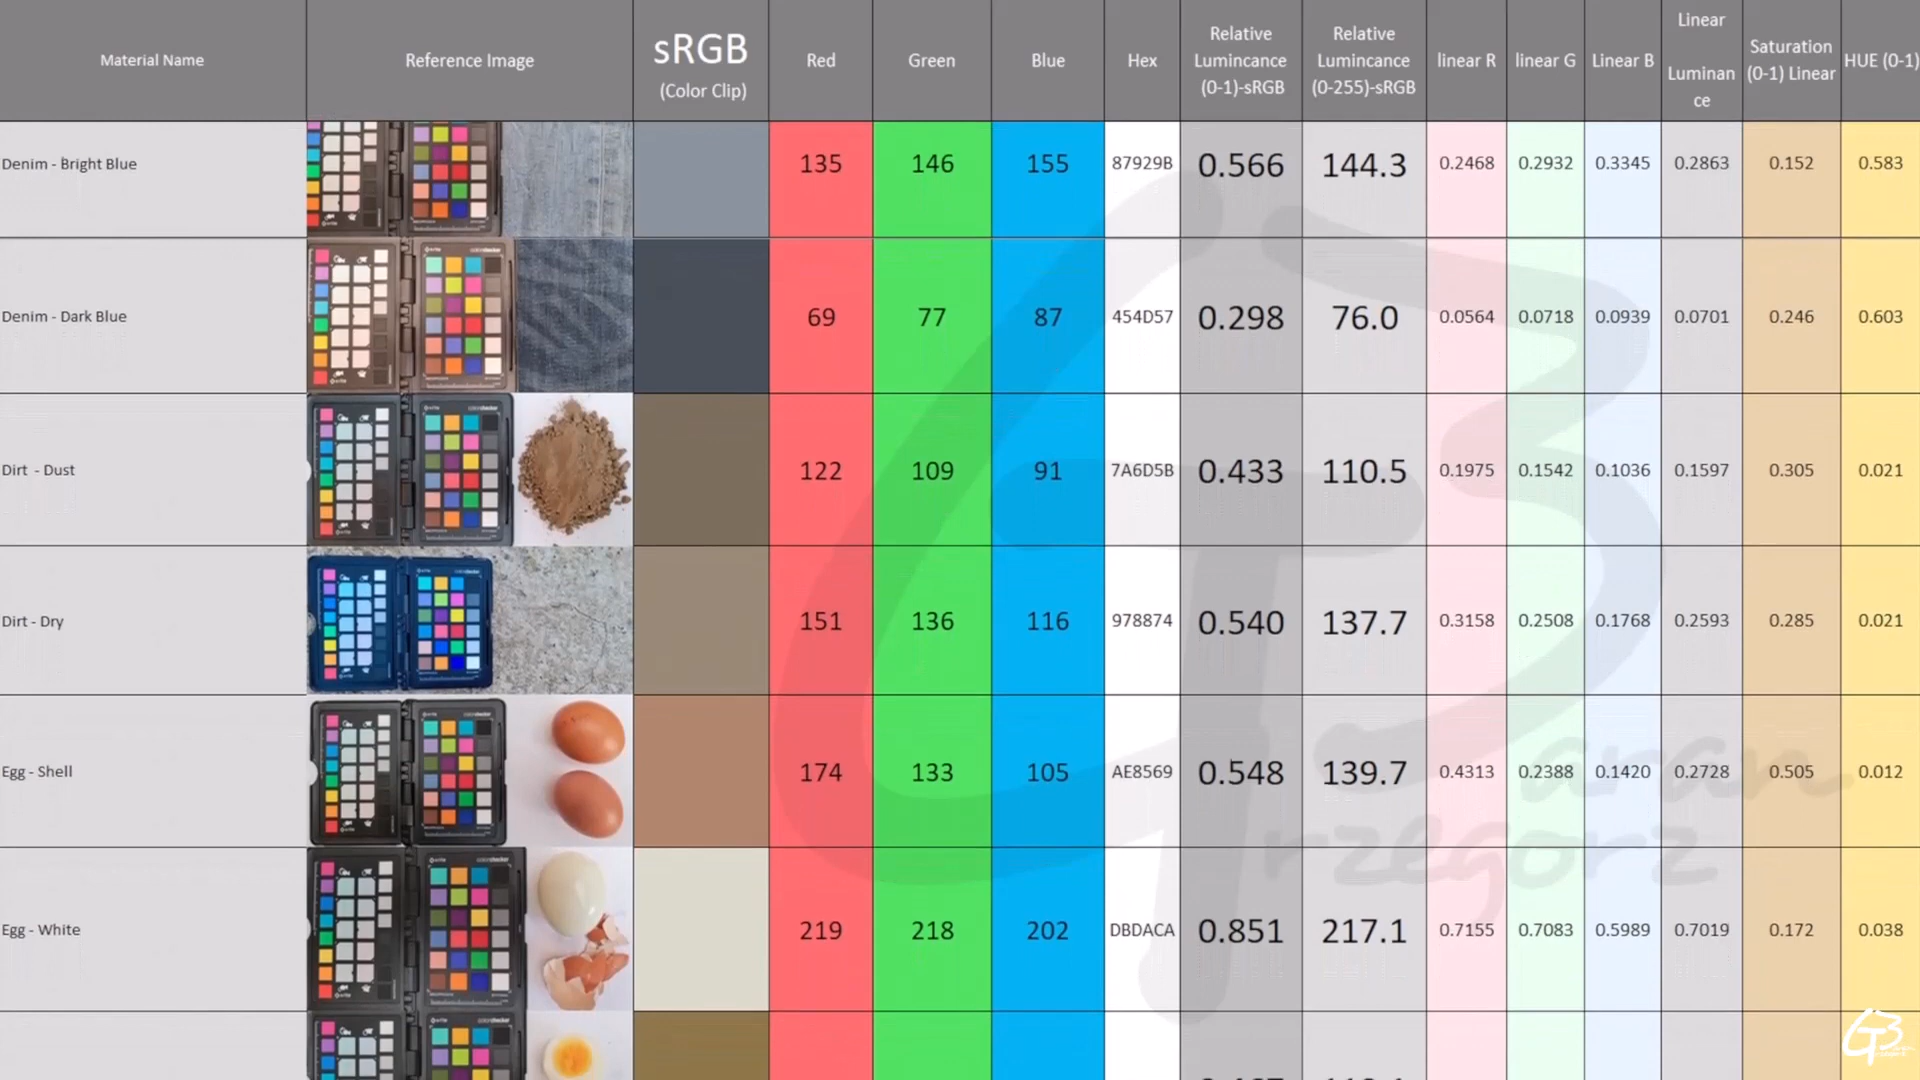 Material Name
Reference Image
sRGB
(Color Clip)
Red
Green
Blue
Hex
Relative
Lumincance
(0-1)-sRGB
Relative
Lumincance
(0-255)-sRGB
linear R
linear G
Linear B
Linear
Luminan
ce
Saturation
(0-1) Linear
HUE (0-1)
Denim - Bright Blue 135 146 155 87929B 0.566 144.3 0.2468 0.2932 0.3345 0.2863 0.152 0.583
Denim - Dark Blue 69 77 87 454D57 0.298 76.0 0.0564 0.0718 0.0939 0.0701 0.246 0.603
Dirt - Dust 122 109 91 7A6D5B 0.433 110.5 0.1975 0.1542 0.1036 0.1597 0.305 0.021
Dirt - Dry 151 136 116 978874 0.540 137.7 0.3158 0.2508 0.1768 0.2593 0.285 0.021
Egg - Shell 174 133 105 AE8569 0.548 139.7 0.4313 0.2388 0.1420 0.2728 0.505 0.012
Egg - White 219 218 202 DBDACA 0.851 217.1 0.7155 0.7083 0.5989 0.7019 0.172 0.038